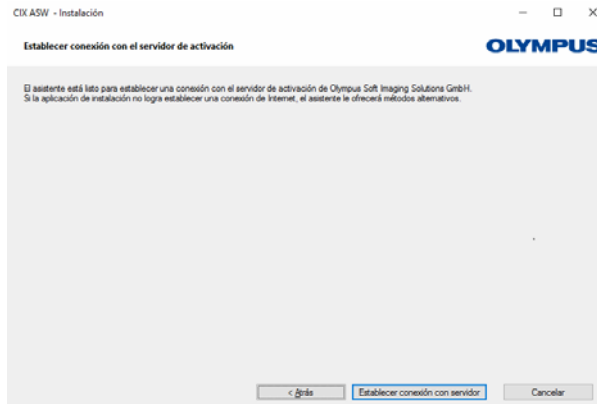 CIX ASW - Instalación
Establecer conexión con el servidor de activación
OLYMPUS
El asistente está listo para establecer una conexión con el servidor de activación de Olympus Soft Imaging Solutions GmbH.
Si la aplicación de instalación no logra establecer una conexión de Internet, el asistente le ofrecerá métodos alternativos.
< Atrás
Establecer conexión con servidor
Cancelar